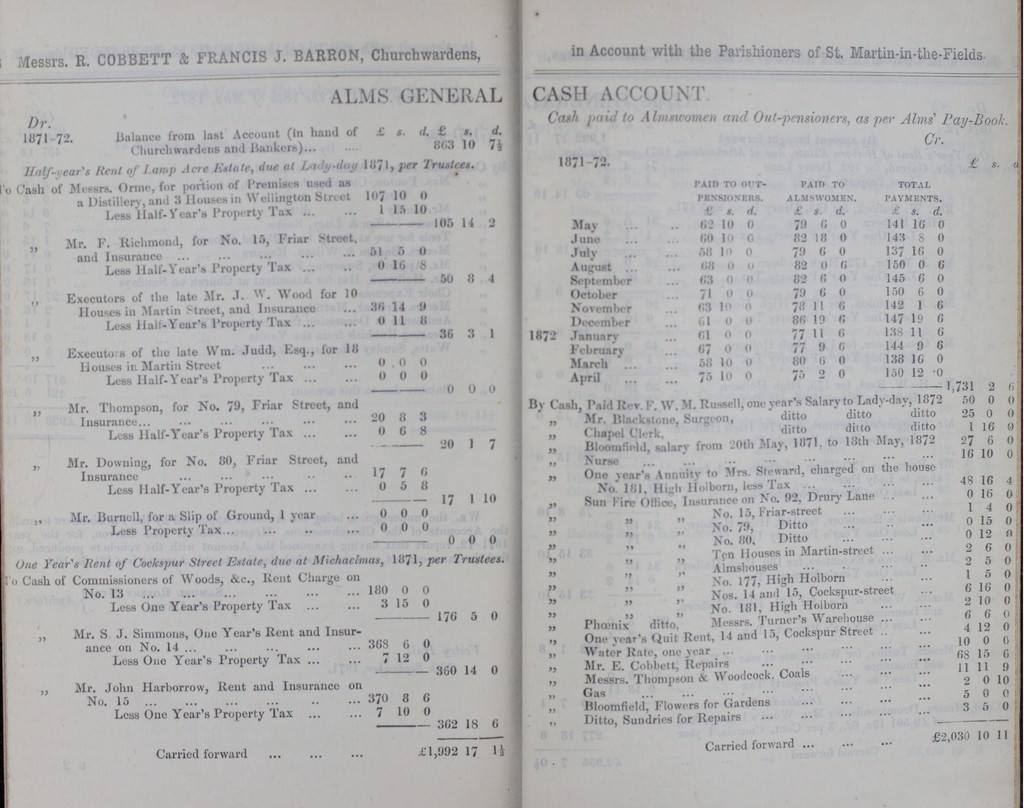 Messrs. R. COBBETT & FRANCIS J. BARRON, Churchwardens,
ALMS GENERAL
Dr.
1871-72. £ s. d. £ s. d.
Balance from last Account (in hand of
Churchwardens and Bankers)... 863 10 7½
Half-year's Rent of Lamp Acre Estate, due at Lady-day 1871, per Trustees.
To Cash of Messrs. Orme, for portion of Premises used as
a Distillery, and 3 Houses in Wellington Street 107 10 0
Less Half-Year's Property Tax ... ... 1 15 10
105 14 2
„ Mr. F. Richmond, for No. 15, Friar Street,
and Insurance ... ... ... ... ... 51 5 0
Less Half-Year's Property Tax ... .. 0 16 8
50 8 4
„ Executors of the late Mr. J. W. Wood for 10
Houses in Martin Street, and Insurance ... 36 14 9
Less Half-Year's Property Tax ... ... 0 11 8
36 3 1
„ Executors of the late Wm. Judd, Esq., for 18
Houses in Martin Street ... ... ... 0 0 0
Less Half-Year's Property Tax ... ... 0 0 0
0 0 0
„ Mr. Thompson, for No. 79, Friar Street, and
Insurance... ... ... ... ... ... 20 8 3
Less Half-Year's Property Tax ... ... 0 6 8
20 1 7
„ Mr. Downing, for No. 80, Friar Street, and
Insurance ... ... ... .. .. 17 7 6
Less Half-Year's Property Tax ... ... 0 5 8
17 1 10
„ Mr. Burnell, for a Slip of Ground, 1 year ... 0 0 0
Less Property Tax... ... ... ... 0 0 0
0 0 0
One Year's Rent of Cockspur Street Estate, due at Michaelmas, 1871, per Trustees.
To Cash of Commissioners of Woods, &c., Rent Charge on
No. 13 ... ... ... ... ... ... 180 0 0
Less One Year's Property Tax ... ... 3 15 0
176 5 0
„ Mr. S. J. Simmons, One Year's Rent and Insur-
ance on No. 14 ... ... ... ... ... 368 6 0
Less One Year's Property Tax ... ... 7 12 0
360 14 0
„ Mr. John Harborrow, Rent and Insurance on
No. 15 ... ... ... ... .. ... 370 8 6
Less One Year's Property Tax ... ... 7 10 0
362 18 6
Carried forward ... ... ... £1,992 17 1½
in Account with the Parishioners of St. Martin-in-the-Fields.
CASH ACCOUNT.
Cash paid to Almswomen and Out-pensioners, as per Alms' Pay-Book.
Cr.
1871-72. £ s.
PAID TO OUT- PAID TO TOTAL
PENSIONERS. ALMSWOMEN. PAYMENTS.
£ s. d. £ s. d. £ s. d.
May ... .. ... 62 10 0 79 6 0 141 16 0
June ... .. ... 60 10 0 82 18 0 143 8 0
July ... ... 58 10 0 79 6 0 137 16 0
August ... ... ... 68 0 0 82 0 6 150 0 6
September ... 63 0 0 82 6 0 145 6 0
October ... ... 71 0 0 79 6 0 150 6 0
November ... ... 63 10 0 78 11 6 142 1 6
December ... 61 0 0 86 19 6 147 19 6
1872 January ... 61 0 0 77 11 6 138 11 6
February ... 67 0 0 77 9 6 144 9 6
March ... ... 58 10 0 80 6 0 138 16 0
April ... ... ... 75 10 0 75 2 0 150 12 0
1,731 2 6
By Cash, Paid Rev. F. W. M. Russell, one year's Salary to Lady-day, 1872 50 0 0
„ Mr. Blackstone, Surgeon, ditto ditto ditto 25 0 0
„ Chapel Clerk, ditto ditto ditto 1 16 0
„ Bloomfield, salary from 20th May, 1871, to 18th May, 1872 27 6 0
„ Nurse ... ... ... ... ... ... ... 16 10 0
„ One year's Annuity to Mrs. Steward, charged on the house
No. 181, High Holborn, less Tax ... ... ... ... 48 16 4
„ Sun Fire Office, Insurance on No. 92, Drury Lane ... ... 0 16 0
„ „ „ No. 15, Friar-street ... ... ... 1 4 0
„ „ „ No. 79, Ditto ... ... ... 0 15 0
„ „ „ No. 80, Ditto ... ... ... 0 12 0
„ „ „ Ten Houses in Martin-street ... ... 2 6 0
„ „ „ Almshouses ... ... ... ... 2 5 0
„ „ „ No. 177, High Holborn ... ... 1 5 0
„ „ „ Nos. 14 and 15, Cockspur-street ... 6 16 0
„ „ „ No. 181, High Holborn ... ... 2 10 0
„ Phœnix ditto, Messrs. Turner's Warehouse ... ... 6 6 0
„ One year's Quit Rent, 14 and 15, Cockspur Street .. ... 4 12 0
„ Water Rate, one year ... ... ... ... ... 10 0 0
„ Mr. E. Cobbett, Repairs ... ... ... ... ... 68 15 6
„ Messrs. Thompson & Woodcock, Coals ... ... ... 11 11 9
„ Gas ... ... ... ... ... ... ... 2 0 10
„ Bloomfield, Flowers for Gardens ... ... ... ... 5 0 0
„ Ditto, Sundries for Repairs ... ... ... ... 3 5 0
Carried forward ... ... ... £2,030 10 11